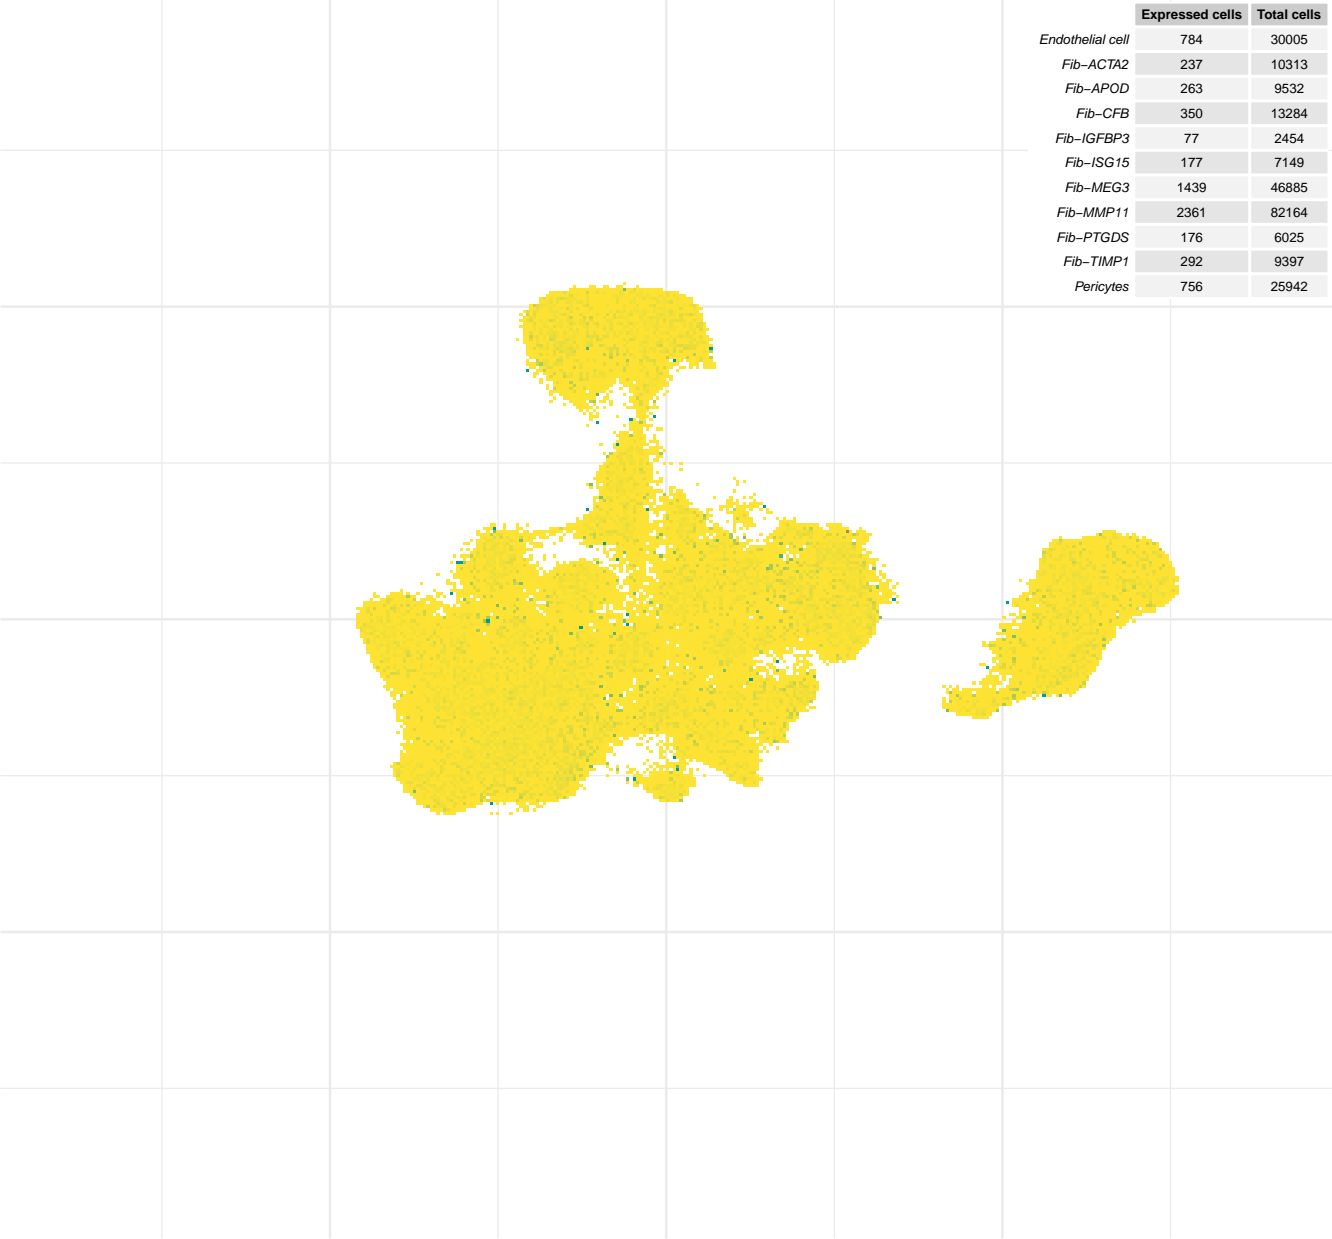 Expressed cells Total cells
Endothelial cell 784 30005
Fib−ACTA2 237 10313
Fib−APOD 263 9532
Fib−CFB 350 13284
Fib−IGFBP3 77 2454
Fib−ISG15 177 7149
Fib−MEG3 1439 46885
Fib−MMP11 2361 82164
Fib−PTGDS 176 6025
Fib−TIMP1 292 9397
Pericytes 756 25942